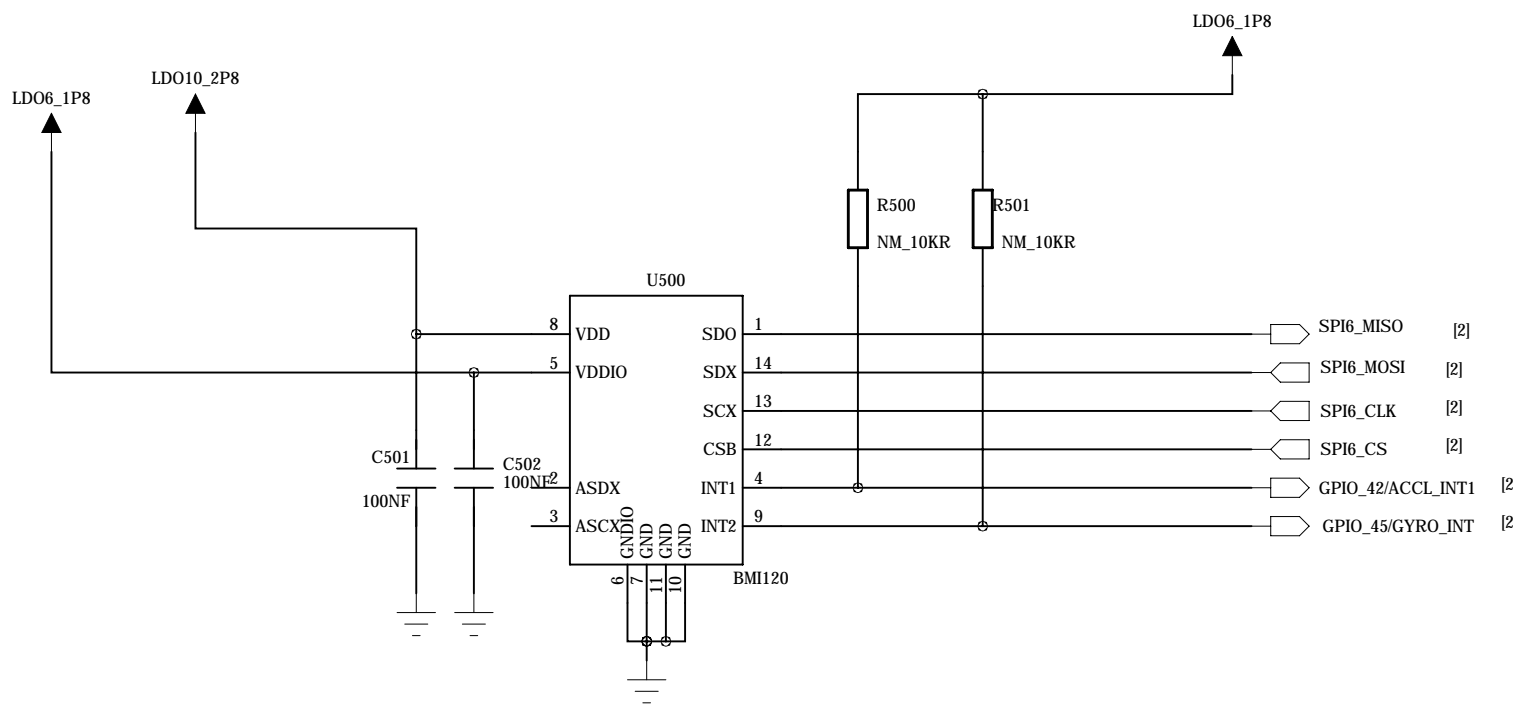 LDO6_1P8
LDO10_2P8
LDO6_1P8
R500
R501
NM_10KR
NM_10KR
U500
8
VDD
SDO
1
SPI6_MISO
[2]
5
VDDIO
SDX
14
SPI6_MOSI
[2]
SCX
13
SPI6_CLK
[2]
CSB
12
SPI6_CS
[2]
C501
100NF
C502
100NF
2
ASDX
INT1
4
GPIO_42/ACCL_INT1
[2
3
ASCX
INT2
9
GPIO_45/GYRO_INT
[2
GNDIO
GND
GND
GND
6
7
11
10
BMI120